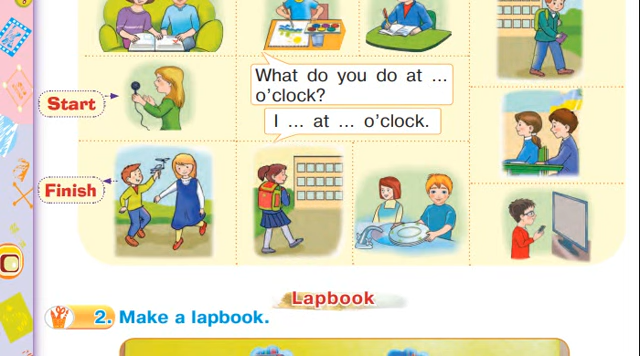 What do you do at ...
o'clock?
Start
I ... at ... o'clock.
Finish
Lapbook
2. Make a lapbook.